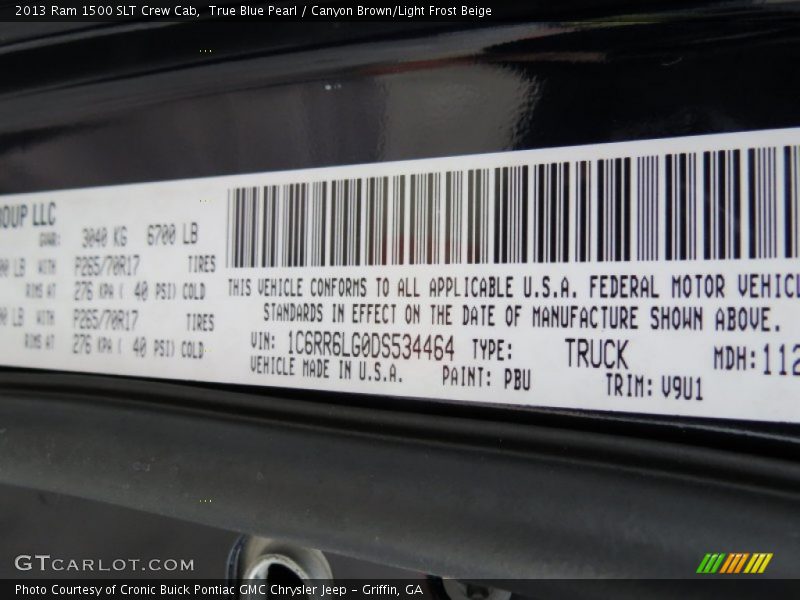 2013 Ram 1500 SLT Crew Cab, True Blue Pearl / Canyon Brown/Light Frost Beige
OUP LLC
GVWR: 3040 KG 6700 LB
00 LB WITH P265/70R17 TIRES
RIMS AT 276 KPA ( 40 PSI) COLD
00 LB WITH P265/70R17 TIRES
RIMS AT 276 KPA ( 40 PSI) COLD
THIS VEHICLE CONFORMS TO ALL APPLICABLE U.S.A. FEDERAL MOTOR VEHICL
STANDARDS IN EFFECT ON THE DATE OF MANUFACTURE SHOWN ABOVE.
VIN: 1C6RR6LG0DS534464 TYPE: TRUCK MDH: 112
VEHICLE MADE IN U.S.A. PAINT: PBU TRIM: V9U1
GTCARLOT.COM
Photo Courtesy of Cronic Buick Pontiac GMC Chrysler Jeep - Griffin, GA